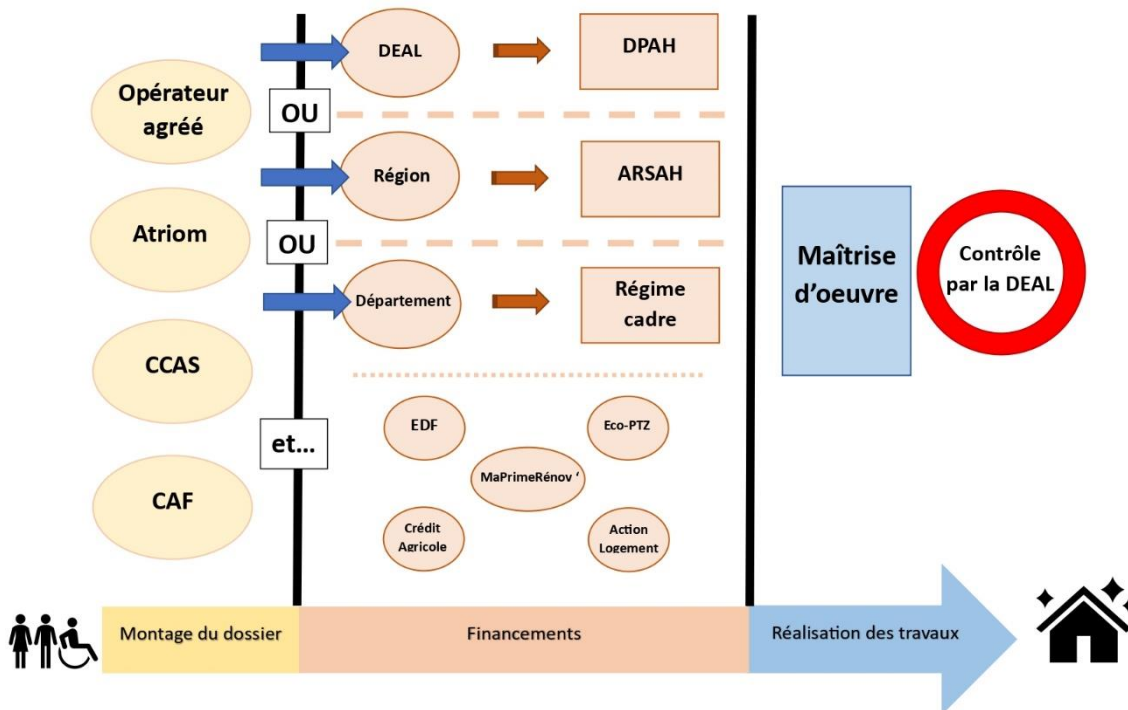 Opérateur
agréé
Atriom
CCAS
CAF
OU
OU
et...
DEAL
DPAH
Région
ARSAH
Département
Régime
cadre
EDF
Eco-PTZ
MaPrimeRénov ‘
Crédit
Agricole
Action
Logement
Maîtrise
d’oeuvre
Contrôle
par la DEAL
Montage du dossier
Financements
Réalisation des travaux